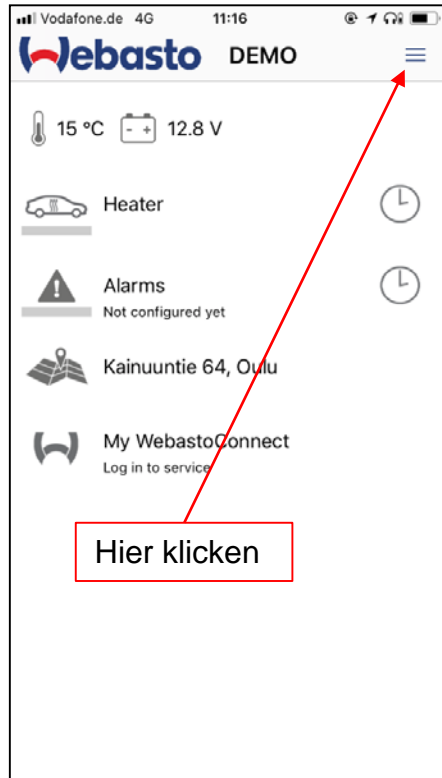 Vodafone.de 4G 11:16
Webasto DEMO
15 °C - + 12.8 V
Heater
Alarms
Not configured yet
Kainuuntie 64, Oulu
My WebastoConnect
Log in to service
Hier klicken